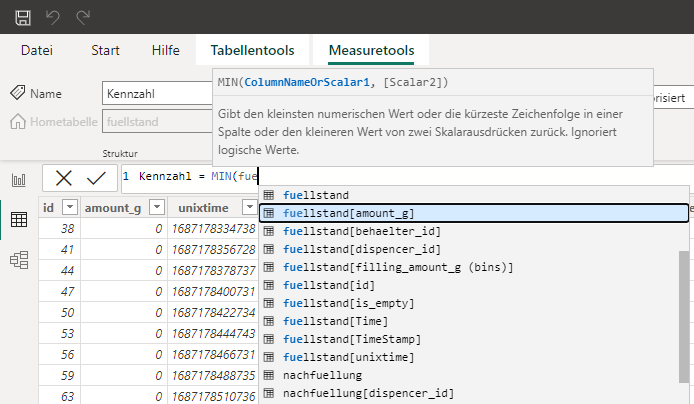 Datei Start Hilfe Tabellentools Measuretools
Name Kennzahl
Hometabelle fuellstand
Struktur
MIN(ColumnNameOrScalar1, [Scalar2])
Gibt den kleinsten numerischen Wert oder die kürzeste Zeichenfolge in einer
Spalte oder den kleineren Wert von zwei Skalarausdrücken zurück. Ignoriert
logische Werte.
1 Kennzahl = MIN(fue
fuellstand
fuellstand[amount_g]
fuellstand[behaelter_id]
fuellstand[dispencer_id]
fuellstand[filling_amount_g (bins)]
fuellstand[id]
fuellstand[is_empty]
fuellstand[Time]
fuellstand[TimeStamp]
fuellstand[unixtime]
nachfuellung
nachfuellung[dispencer_id]
id amount_g unixtime
38 0 1687178334738
41 0 1687178356728
44 0 1687178378737
47 0 1687178400731
50 0 1687178422734
53 0 1687178444743
56 0 1687178466731
59 0 1687178488735
63 0 1687178510736